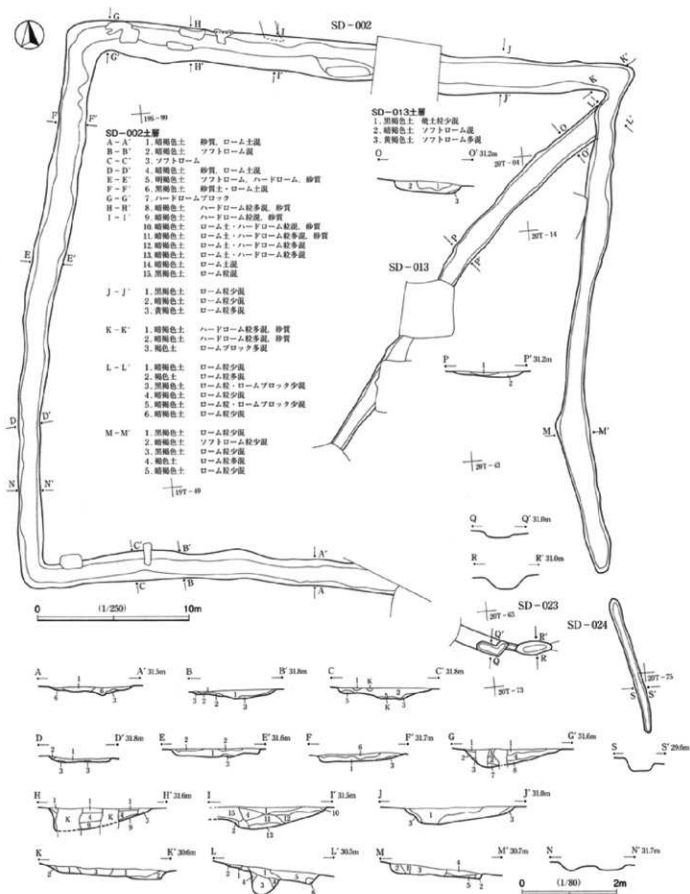 SD-002
G H I J K K'
G' H' F J' L L'
SD-002土層
A－A' 1. 暗褐色土 砂質, ローム土混
B－B' 2. 暗褐色土 ソフトローム混
C－C' 3. ソフトローム
D－D' 4. 暗褐色土 砂質, ローム土混
E－E' 5. 明褐色土 ソフトローム, ハードローム, 砂質
F－F' 6. 黒褐色土 砂質土・ローム土混
G－G' 7. ハードロームブロック
H－H' 8. 暗褐色土 ハードローム粒多混, 砂質
I－I' 9. 暗褐色土 ハードローム粒混, 砂質
10. 暗褐色土 ローム土・ハードローム粒混, 砂質
11. 暗褐色土 ローム土・ハードローム粒多混, 砂質
12. 暗褐色土 ローム土・ハードローム粒多混
13. 暗褐色土 ローム土・ハードローム粒多混
14. 暗褐色土 ローム土混
15. 黒褐色土 ローム粒混
J－J' 1. 黒褐色土 ローム粒少混
2. 暗褐色土 ローム粒少混
3. 黄褐色土 ローム粒多混
K－K' 1. 暗褐色土 ハードローム粒多混, 砂質
2. 暗褐色土 ハードローム粒多混, 砂質
3. 褐色土 ロームブロック多混
L－L' 1. 暗褐色土 ローム粒少混
2. 褐色土 ローム粒多混
3. 黒褐色土 ローム粒・ロームブロック少混
4. 暗褐色土 ローム粒少混
5. 暗褐色土 ローム粒・ロームブロック少混
6. 暗褐色土 ローム粒少混
M－M' 1. 黒褐色土 ローム粒少混
2. 暗褐色土 ソフトローム粒少混
3. 黒褐色土 ローム粒少混
4. 褐色土 ローム粒多混
5. 暗褐色土 ローム粒少混
SD-013土層
1. 黒褐色土 焼土粒少混
2. 暗褐色土 ソフトローム混
3. 黄褐色土 ソフトローム多混
O O' 31.2m
20T-04
20T-14
SD-013
P P' 31.2m
M M'
20T-43
19T-49
F F'
E E'
D D'
N N'
C' B' A'
C B A
Q Q' 31.0m
R R' 31.0m
0 (1/250) 10m
20T-63
SD-023
SD-024
Q' R'
Q R
20T-73
20T-75
S S'
A A' 31.5m
B B' 31.8m
C C' 31.8m
D D' 31.8m
E E' 31.6m
F F' 31.7m
G G' 31.6m
S S' 29.6m
H H' 31.6m
I I' 31.5m
J J' 31.0m
K K' 30.6m
L L' 30.5m
M M' 30.7m
N N' 31.7m
0 (1/80) 2m